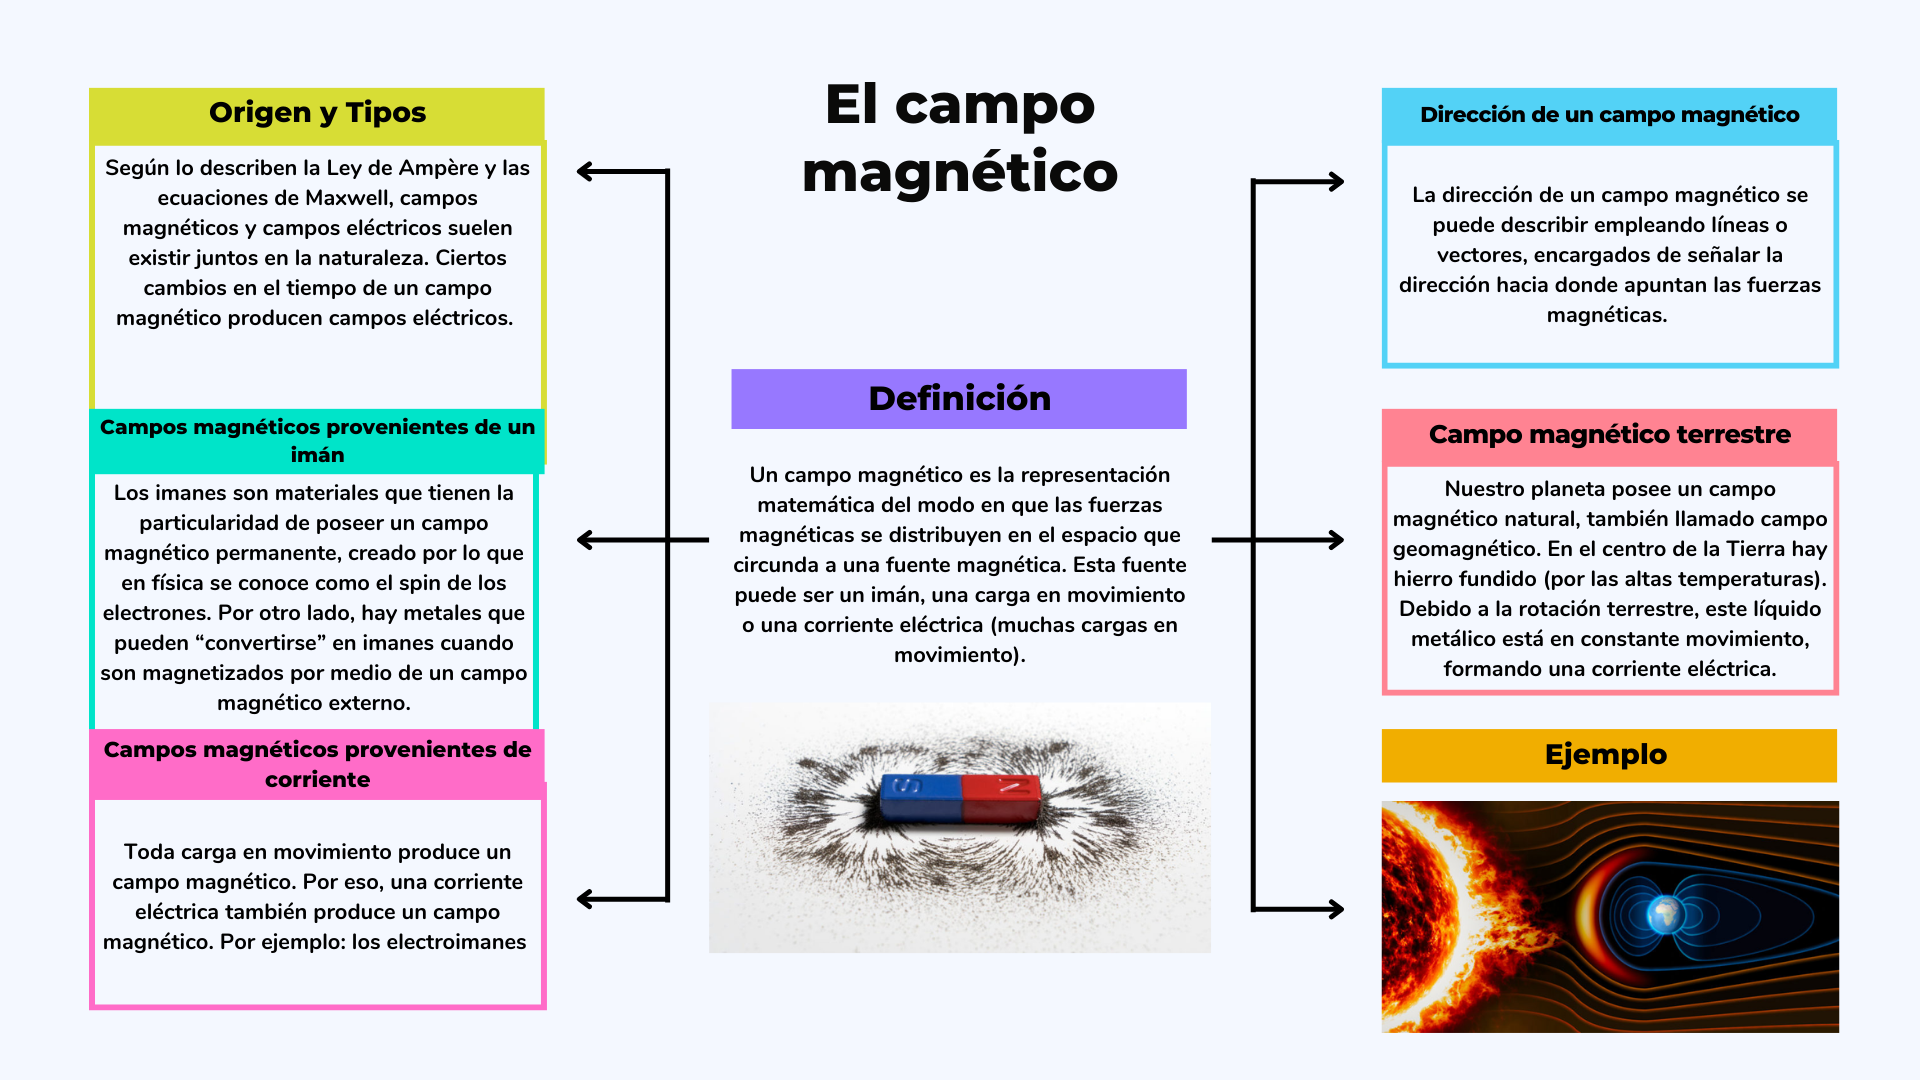 El campo
magnético
Origen y Tipos
Según lo describen la Ley de Ampère y las
ecuaciones de Maxwell, campos
magnéticos y campos eléctricos suelen
existir juntos en la naturaleza. Ciertos
cambios en el tiempo de un campo
magnético producen campos eléctricos.
Campos magnéticos provenientes de un
imán
Los imanes son materiales que tienen la
particularidad de poseer un campo
magnético permanente, creado por lo que
en física se conoce como el spin de los
electrones. Por otro lado, hay metales que
pueden “convertirse” en imanes cuando
son magnetizados por medio de un campo
magnético externo.
Campos magnéticos provenientes de
corriente
Toda carga en movimiento produce un
campo magnético. Por eso, una corriente
eléctrica también produce un campo
magnético. Por ejemplo: los electroimanes
Definición
Un campo magnético es la representación
matemática del modo en que las fuerzas
magnéticas se distribuyen en el espacio que
circunda a una fuente magnética. Esta fuente
puede ser un imán, una carga en movimiento
o una corriente eléctrica (muchas cargas en
movimiento).
S N
Dirección de un campo magnético
La dirección de un campo magnético se
puede describir empleando líneas o
vectores, encargados de señalar la
dirección hacia donde apuntan las fuerzas
magnéticas.
Campo magnético terrestre
Nuestro planeta posee un campo
magnético natural, también llamado campo
geomagnético. En el centro de la Tierra hay
hierro fundido (por las altas temperaturas).
Debido a la rotación terrestre, este líquido
metálico está en constante movimiento,
formando una corriente eléctrica.
Ejemplo